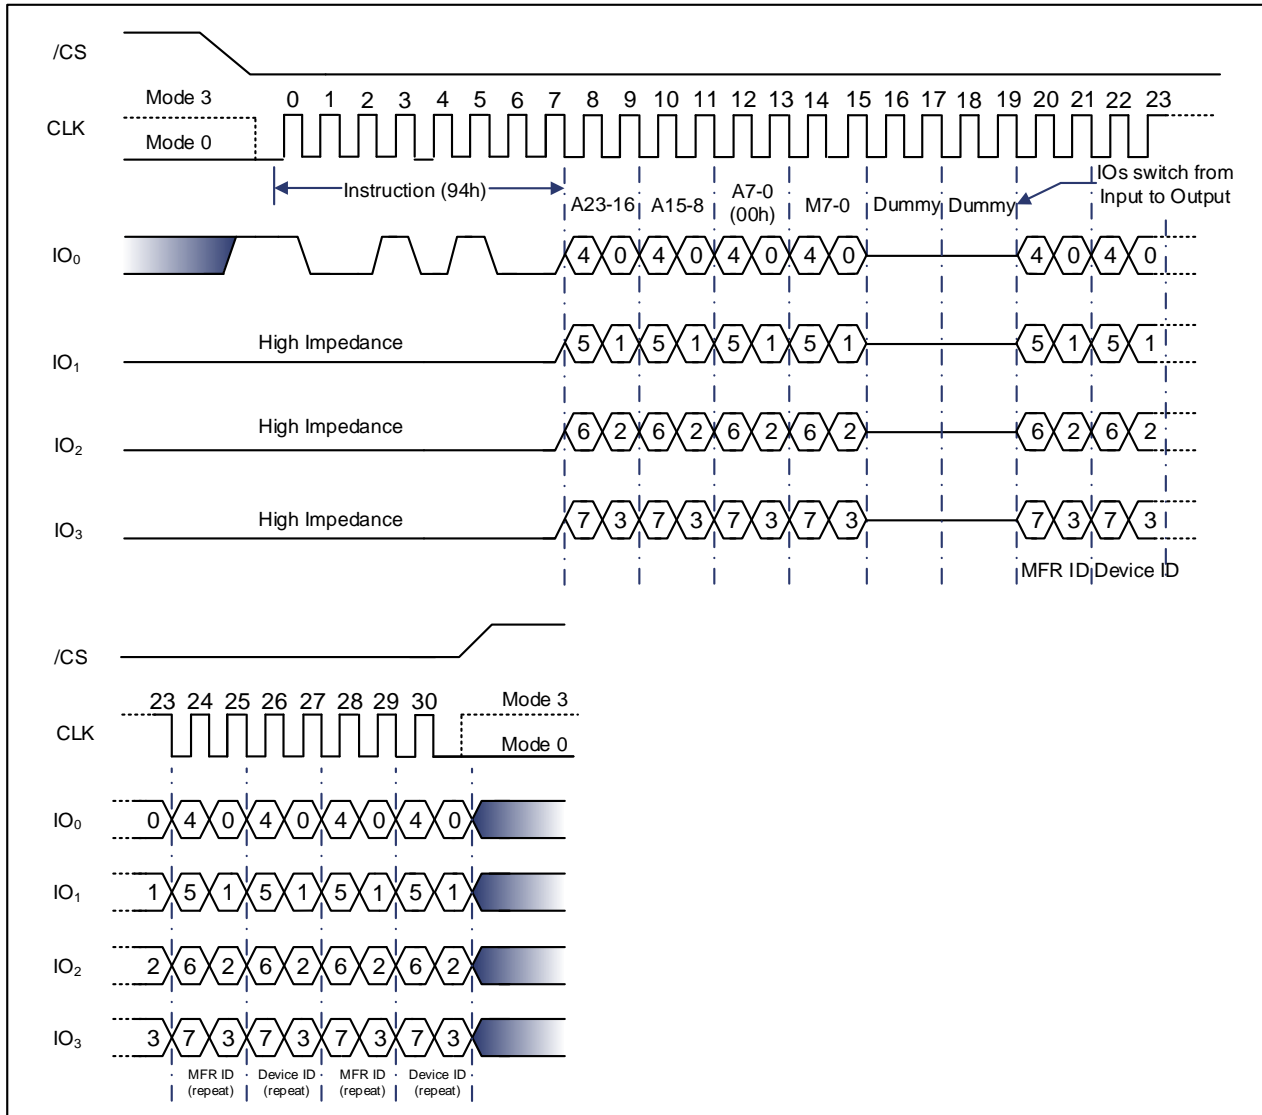 /CS
Mode 3
0 1 2 3 4 5 6 7 8 9 10 11 12 13 14 15 16 17 18 19 20 21 22 23
CLK
Mode 0
Instruction (94h)
A23-16
A15-8
A7-0
(00h)
M7-0
Dummy
Dummy
IOs switch from
Input to Output
IO0
4 0 4 0 4 0 4 0 4 0 4 0
IO1
High Impedance
5 1 5 1 5 1 5 1 5 1 5 1
IO2
High Impedance
6 2 6 2 6 2 6 2 6 2 6 2
IO3
High Impedance
7 3 7 3 7 3 7 3 7 3 7 3
MFR ID Device ID
/CS
23 24 25 26 27 28 29 30
Mode 3
CLK
Mode 0
IO0
0 4 0 4 0 4 0 4 0
IO1
1 5 1 5 1 5 1 5 1
IO2
2 6 2 6 2 6 2 6 2
IO3
3 7 3 7 3 7 3 7 3
MFR ID
(repeat)
Device ID
(repeat)
MFR ID
(repeat)
Device ID
(repeat)